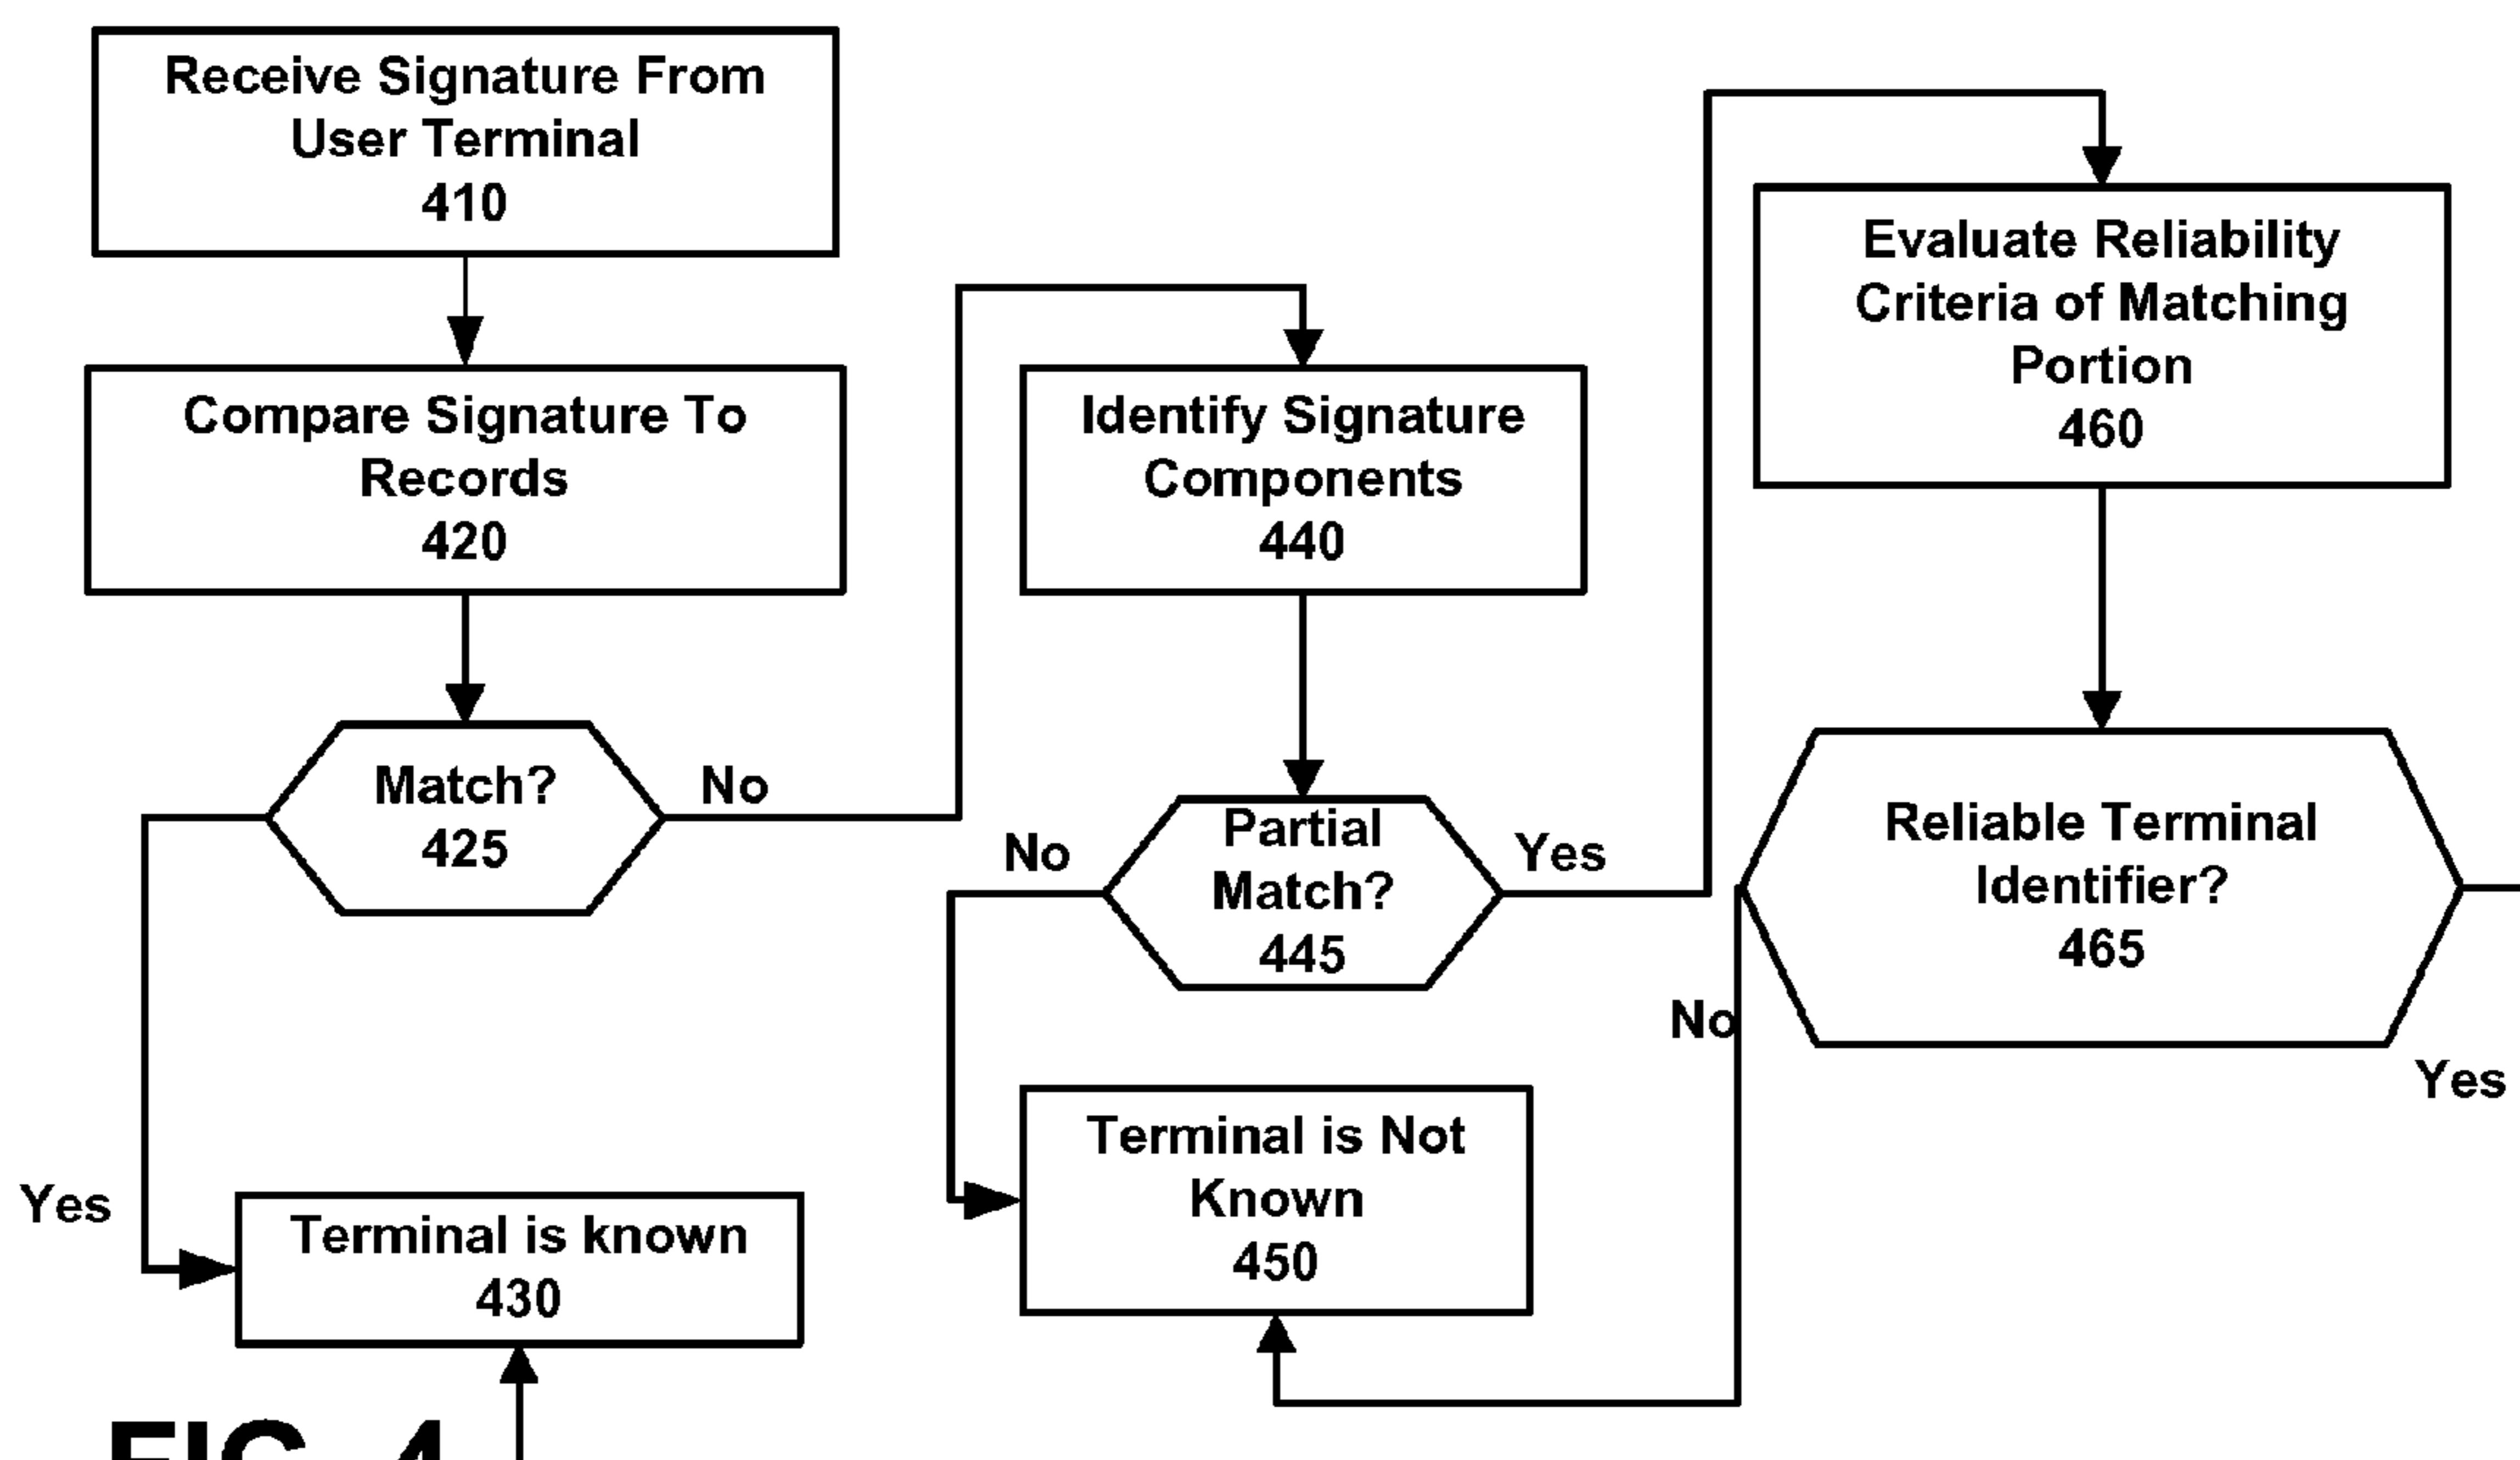 Receive Signature From
User Terminal
410
Compare Signature To
Records
420
Match?
425
No
Yes
Terminal is known
430
Identify Signature
Components
440
Partial
Match?
445
No
Yes
Terminal is Not
Known
450
Evaluate Reliability
Criteria of Matching
Portion
460
Reliable Terminal
Identifier?
465
No
Yes
FIG. 4